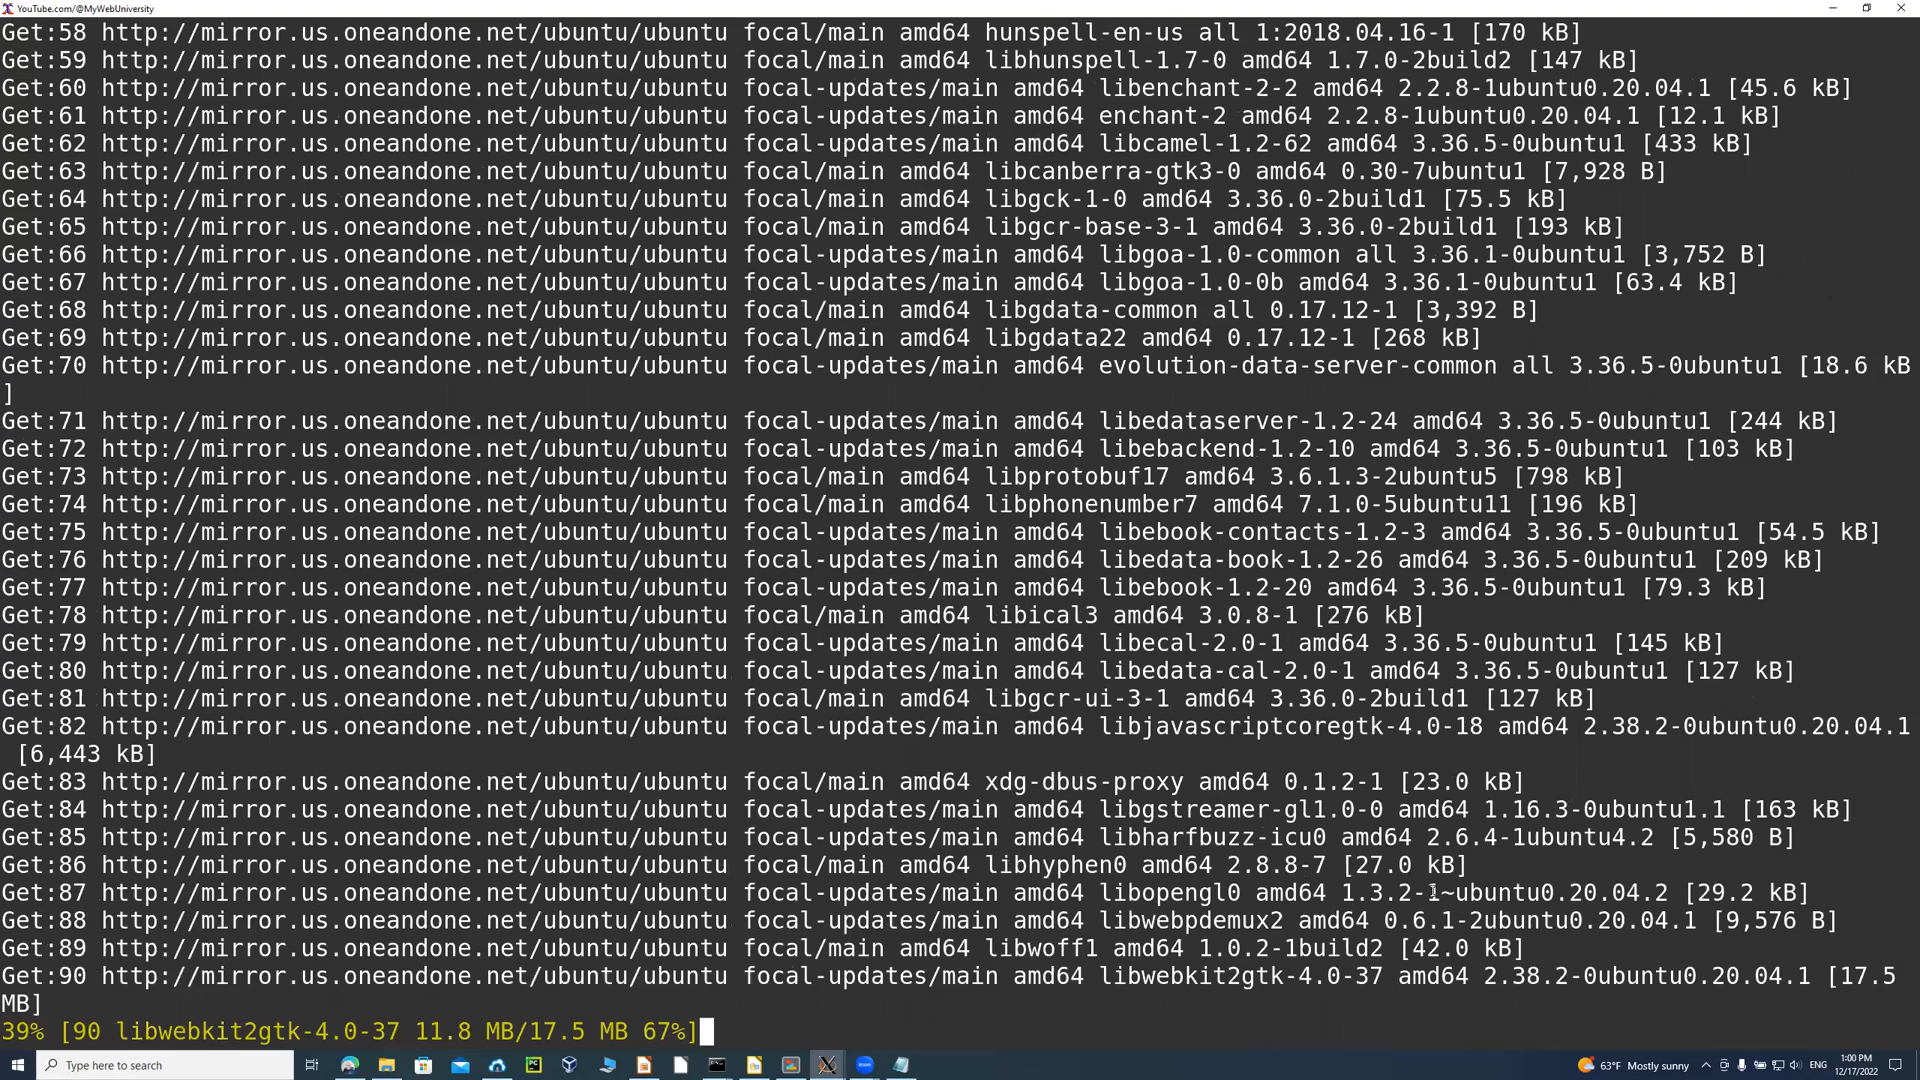 YouTube.com/@MyWebUniversity
Get:58 http://mirror.us.oneandone.net/ubuntu/ubuntu focal/main amd64 hunspell-en-us all 1:2018.04.16-1 [170 kB]
Get:59 http://mirror.us.oneandone.net/ubuntu/ubuntu focal/main amd64 libhunspell-1.7-0 amd64 1.7.0-2build2 [147 kB]
Get:60 http://mirror.us.oneandone.net/ubuntu/ubuntu focal-updates/main amd64 libenchant-2-2 amd64 2.2.8-1ubuntu0.20.04.1 [45.6 kB]
Get:61 http://mirror.us.oneandone.net/ubuntu/ubuntu focal-updates/main amd64 enchant-2 amd64 2.2.8-1ubuntu0.20.04.1 [12.1 kB]
Get:62 http://mirror.us.oneandone.net/ubuntu/ubuntu focal-updates/main amd64 libcamel-1.2-62 amd64 3.36.5-0ubuntu1 [433 kB]
Get:63 http://mirror.us.oneandone.net/ubuntu/ubuntu focal/main amd64 libcanberra-gtk3-0 amd64 0.30-7ubuntu1 [7,928 B]
Get:64 http://mirror.us.oneandone.net/ubuntu/ubuntu focal/main amd64 libgck-1-0 amd64 3.36.0-2build1 [75.5 kB]
Get:65 http://mirror.us.oneandone.net/ubuntu/ubuntu focal/main amd64 libgcr-base-3-1 amd64 3.36.0-2build1 [193 kB]
Get:66 http://mirror.us.oneandone.net/ubuntu/ubuntu focal-updates/main amd64 libgoa-1.0-common all 3.36.1-0ubuntu1 [3,752 B]
Get:67 http://mirror.us.oneandone.net/ubuntu/ubuntu focal-updates/main amd64 libgoa-1.0-0b amd64 3.36.1-0ubuntu1 [63.4 kB]
Get:68 http://mirror.us.oneandone.net/ubuntu/ubuntu focal/main amd64 libgdata-common all 0.17.12-1 [3,392 B]
Get:69 http://mirror.us.oneandone.net/ubuntu/ubuntu focal/main amd64 libgdata22 amd64 0.17.12-1 [268 kB]
Get:70 http://mirror.us.oneandone.net/ubuntu/ubuntu focal-updates/main amd64 evolution-data-server-common all 3.36.5-0ubuntu1 [18.6 kB
]
Get:71 http://mirror.us.oneandone.net/ubuntu/ubuntu focal-updates/main amd64 libedataserver-1.2-24 amd64 3.36.5-0ubuntu1 [244 kB]
Get:72 http://mirror.us.oneandone.net/ubuntu/ubuntu focal-updates/main amd64 libebackend-1.2-10 amd64 3.36.5-0ubuntu1 [103 kB]
Get:73 http://mirror.us.oneandone.net/ubuntu/ubuntu focal/main amd64 libprotobuf17 amd64 3.6.1.3-2ubuntu5 [798 kB]
Get:74 http://mirror.us.oneandone.net/ubuntu/ubuntu focal/main amd64 libphonenumber7 amd64 7.1.0-5ubuntu11 [196 kB]
Get:75 http://mirror.us.oneandone.net/ubuntu/ubuntu focal-updates/main amd64 libebook-contacts-1.2-3 amd64 3.36.5-0ubuntu1 [54.5 kB]
Get:76 http://mirror.us.oneandone.net/ubuntu/ubuntu focal-updates/main amd64 libedata-book-1.2-26 amd64 3.36.5-0ubuntu1 [209 kB]
Get:77 http://mirror.us.oneandone.net/ubuntu/ubuntu focal-updates/main amd64 libebook-1.2-20 amd64 3.36.5-0ubuntu1 [79.3 kB]
Get:78 http://mirror.us.oneandone.net/ubuntu/ubuntu focal/main amd64 libical3 amd64 3.0.8-1 [276 kB]
Get:79 http://mirror.us.oneandone.net/ubuntu/ubuntu focal-updates/main amd64 libecal-2.0-1 amd64 3.36.5-0ubuntu1 [145 kB]
Get:80 http://mirror.us.oneandone.net/ubuntu/ubuntu focal-updates/main amd64 libedata-cal-2.0-1 amd64 3.36.5-0ubuntu1 [127 kB]
Get:81 http://mirror.us.oneandone.net/ubuntu/ubuntu focal/main amd64 libgcr-ui-3-1 amd64 3.36.0-2build1 [127 kB]
Get:82 http://mirror.us.oneandone.net/ubuntu/ubuntu focal-updates/main amd64 libjavascriptcoregtk-4.0-18 amd64 2.38.2-0ubuntu0.20.04.1
[6,443 kB]
Get:83 http://mirror.us.oneandone.net/ubuntu/ubuntu focal/main amd64 xdg-dbus-proxy amd64 0.1.2-1 [23.0 kB]
Get:84 http://mirror.us.oneandone.net/ubuntu/ubuntu focal-updates/main amd64 libgstreamer-gl1.0-0 amd64 1.16.3-0ubuntu1.1 [163 kB]
Get:85 http://mirror.us.oneandone.net/ubuntu/ubuntu focal-updates/main amd64 libharfbuzz-icu0 amd64 2.6.4-1ubuntu4.2 [5,580 B]
Get:86 http://mirror.us.oneandone.net/ubuntu/ubuntu focal/main amd64 libhyphen0 amd64 2.8.8-7 [27.0 kB]
Get:87 http://mirror.us.oneandone.net/ubuntu/ubuntu focal-updates/main amd64 libopengl0 amd64 1.3.2-1~ubuntu0.20.04.2 [29.2 kB]
Get:88 http://mirror.us.oneandone.net/ubuntu/ubuntu focal-updates/main amd64 libwebpdemux2 amd64 0.6.1-2ubuntu0.20.04.1 [9,576 B]
Get:89 http://mirror.us.oneandone.net/ubuntu/ubuntu focal/main amd64 libwoff1 amd64 1.0.2-1build2 [42.0 kB]
Get:90 http://mirror.us.oneandone.net/ubuntu/ubuntu focal-updates/main amd64 libwebkit2gtk-4.0-37 amd64 2.38.2-0ubuntu0.20.04.1 [17.5
MB]
39% [90 libwebkit2gtk-4.0-37 11.8 MB/17.5 MB 67%]
Type here to search
63°F Mostly sunny
ENG
1:00 PM
12/17/2022